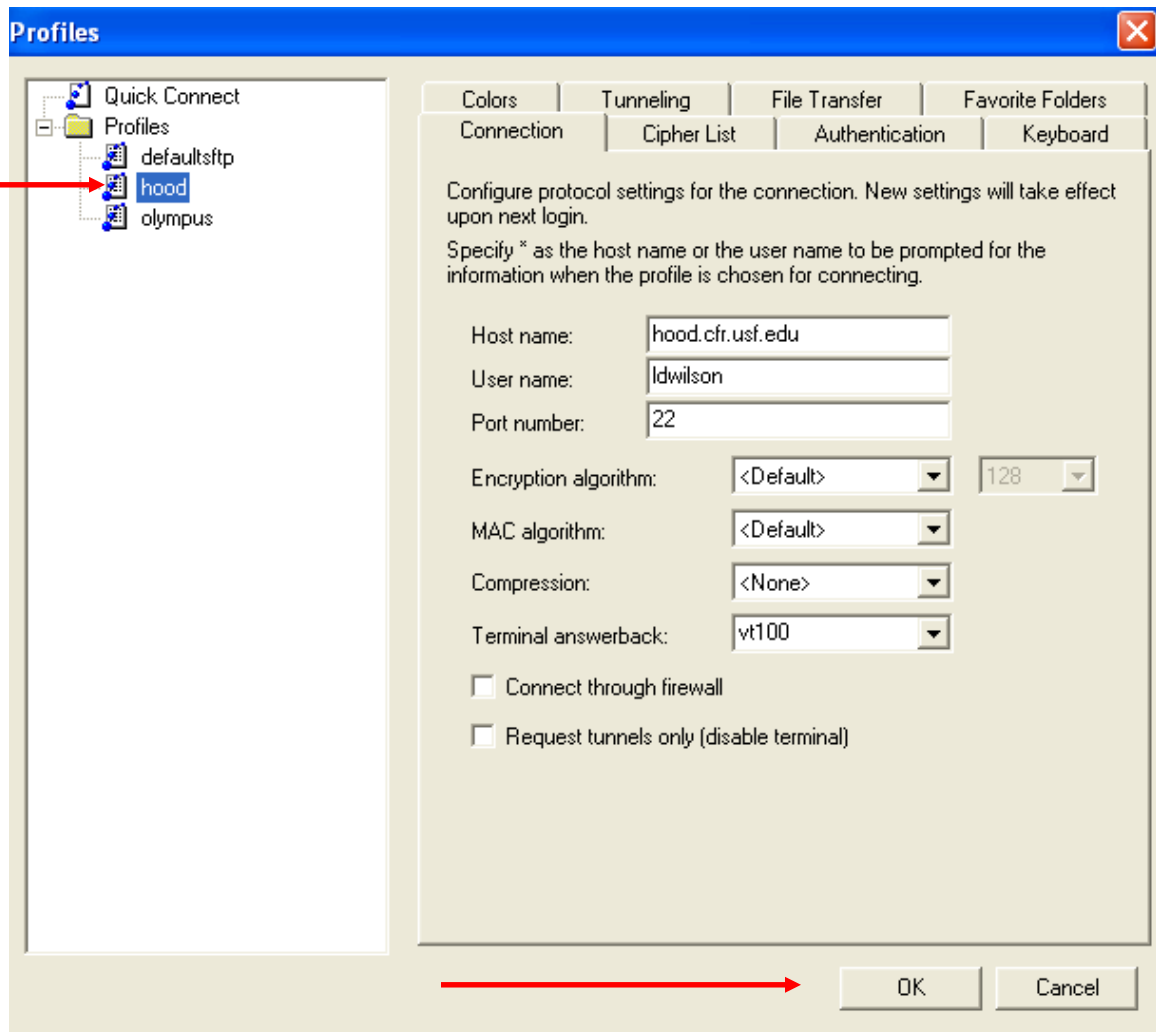 Profiles
Quick Connect
Profiles
defaultsftp
hood
olympus
Colors
Tunneling
File Transfer
Favorite Folders
Connection
Cipher List
Authentication
Keyboard
Configure protocol settings for the connection. New settings will take effect
upon next login.
Specify * as the host name or the user name to be prompted for the
information when the profile is chosen for connecting.
Host name: hood.cfr.usf.edu
User name: ldwilson
Port number: 22
Encryption algorithm: <Default> 128
MAC algorithm: <Default>
Compression: <None>
Terminal answerback: vt100
Connect through firewall
Request tunnels only (disable terminal)
OK Cancel